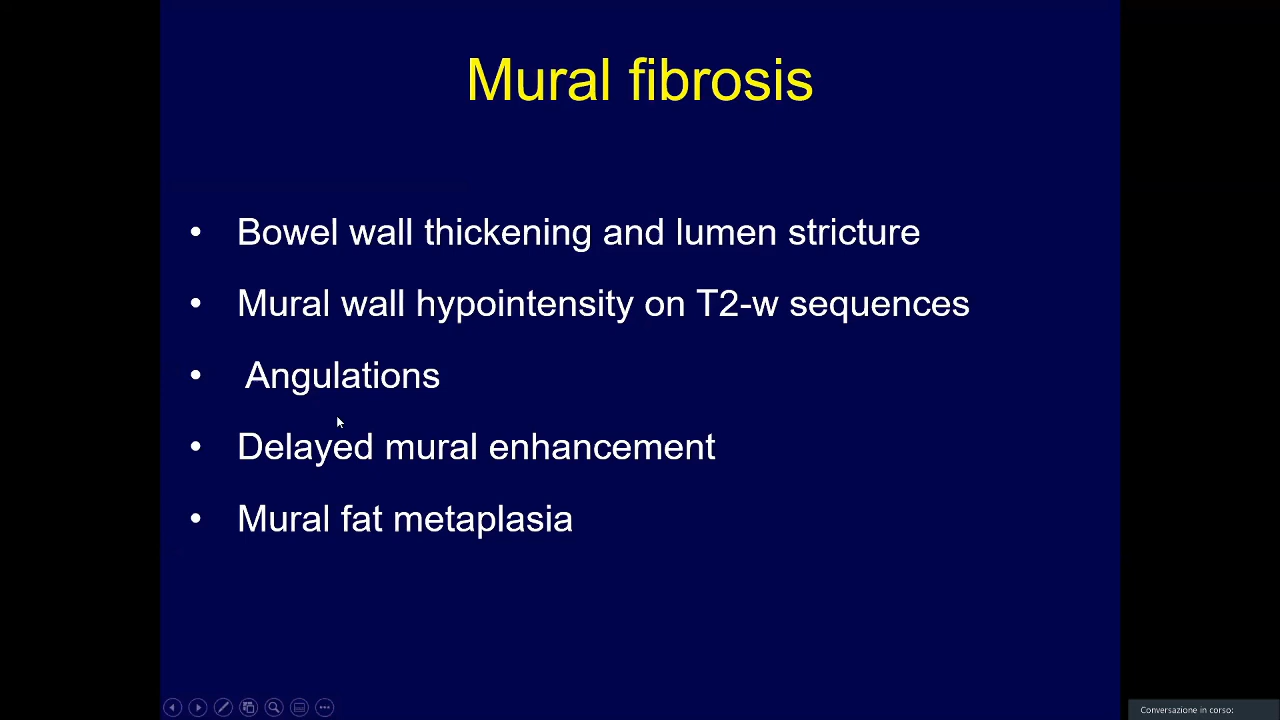 Mural fibrosis
• Bowel wall thickening and lumen stricture
• Mural wall hypointensity on T2-w sequences
• Angulations
• Delayed mural enhancement
• Mural fat metaplasia
Conversazione in corso: